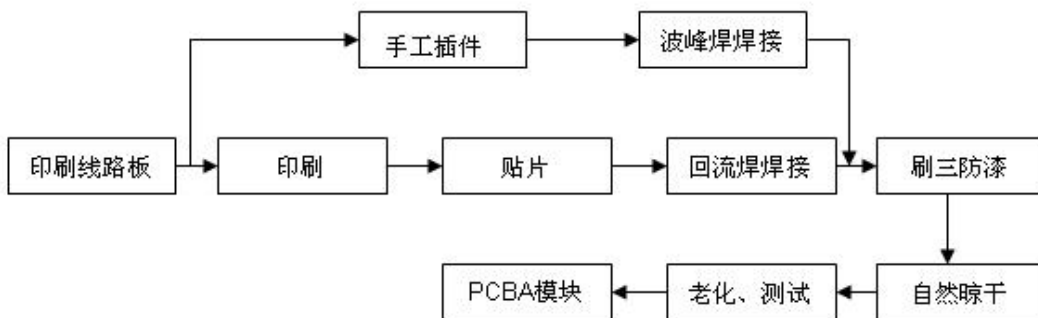 手工插件
波峰焊焊接
印刷线路板
印刷
贴片
回流焊焊接
刷三防漆
PCBA模块
老化、测试
自然晾干